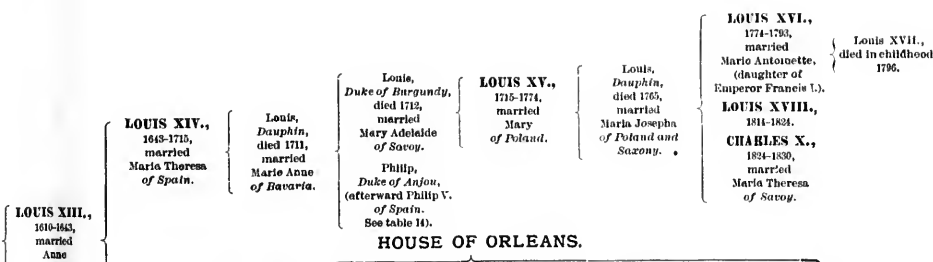 LOUIS XIII.,
1610-1643,
married
Anne
LOUIS XIV.,
1643-1715,
married
Maria Theresa
of Spain.
Louis,
Dauphin,
died 1711,
married
Marie Anne
of Bavaria.
Louis,
Duke of Burgundy,
died 1712,
married
Mary Adelaide
of Savoy.
Philip,
Duke of Anjou,
(afterward Philip V.
of Spain.
See table 14).
LOUIS XV.,
1715-1774,
married
Mary
of Poland.
Louis,
Dauphin,
died 1765,
married
Maria Josepha
of Poland and
Saxony.
LOUIS XVI.,
1774-1793,
married
Marie Antoinette,
(daughter of
Emperor Francis I.).
LOUIS XVIII.,
1814-1824.
CHARLES X.,
1824-1830,
married
Maria Theresa
of Savoy.
Louis XVII.,
died in childhood
1796.
HOUSE OF ORLEANS.